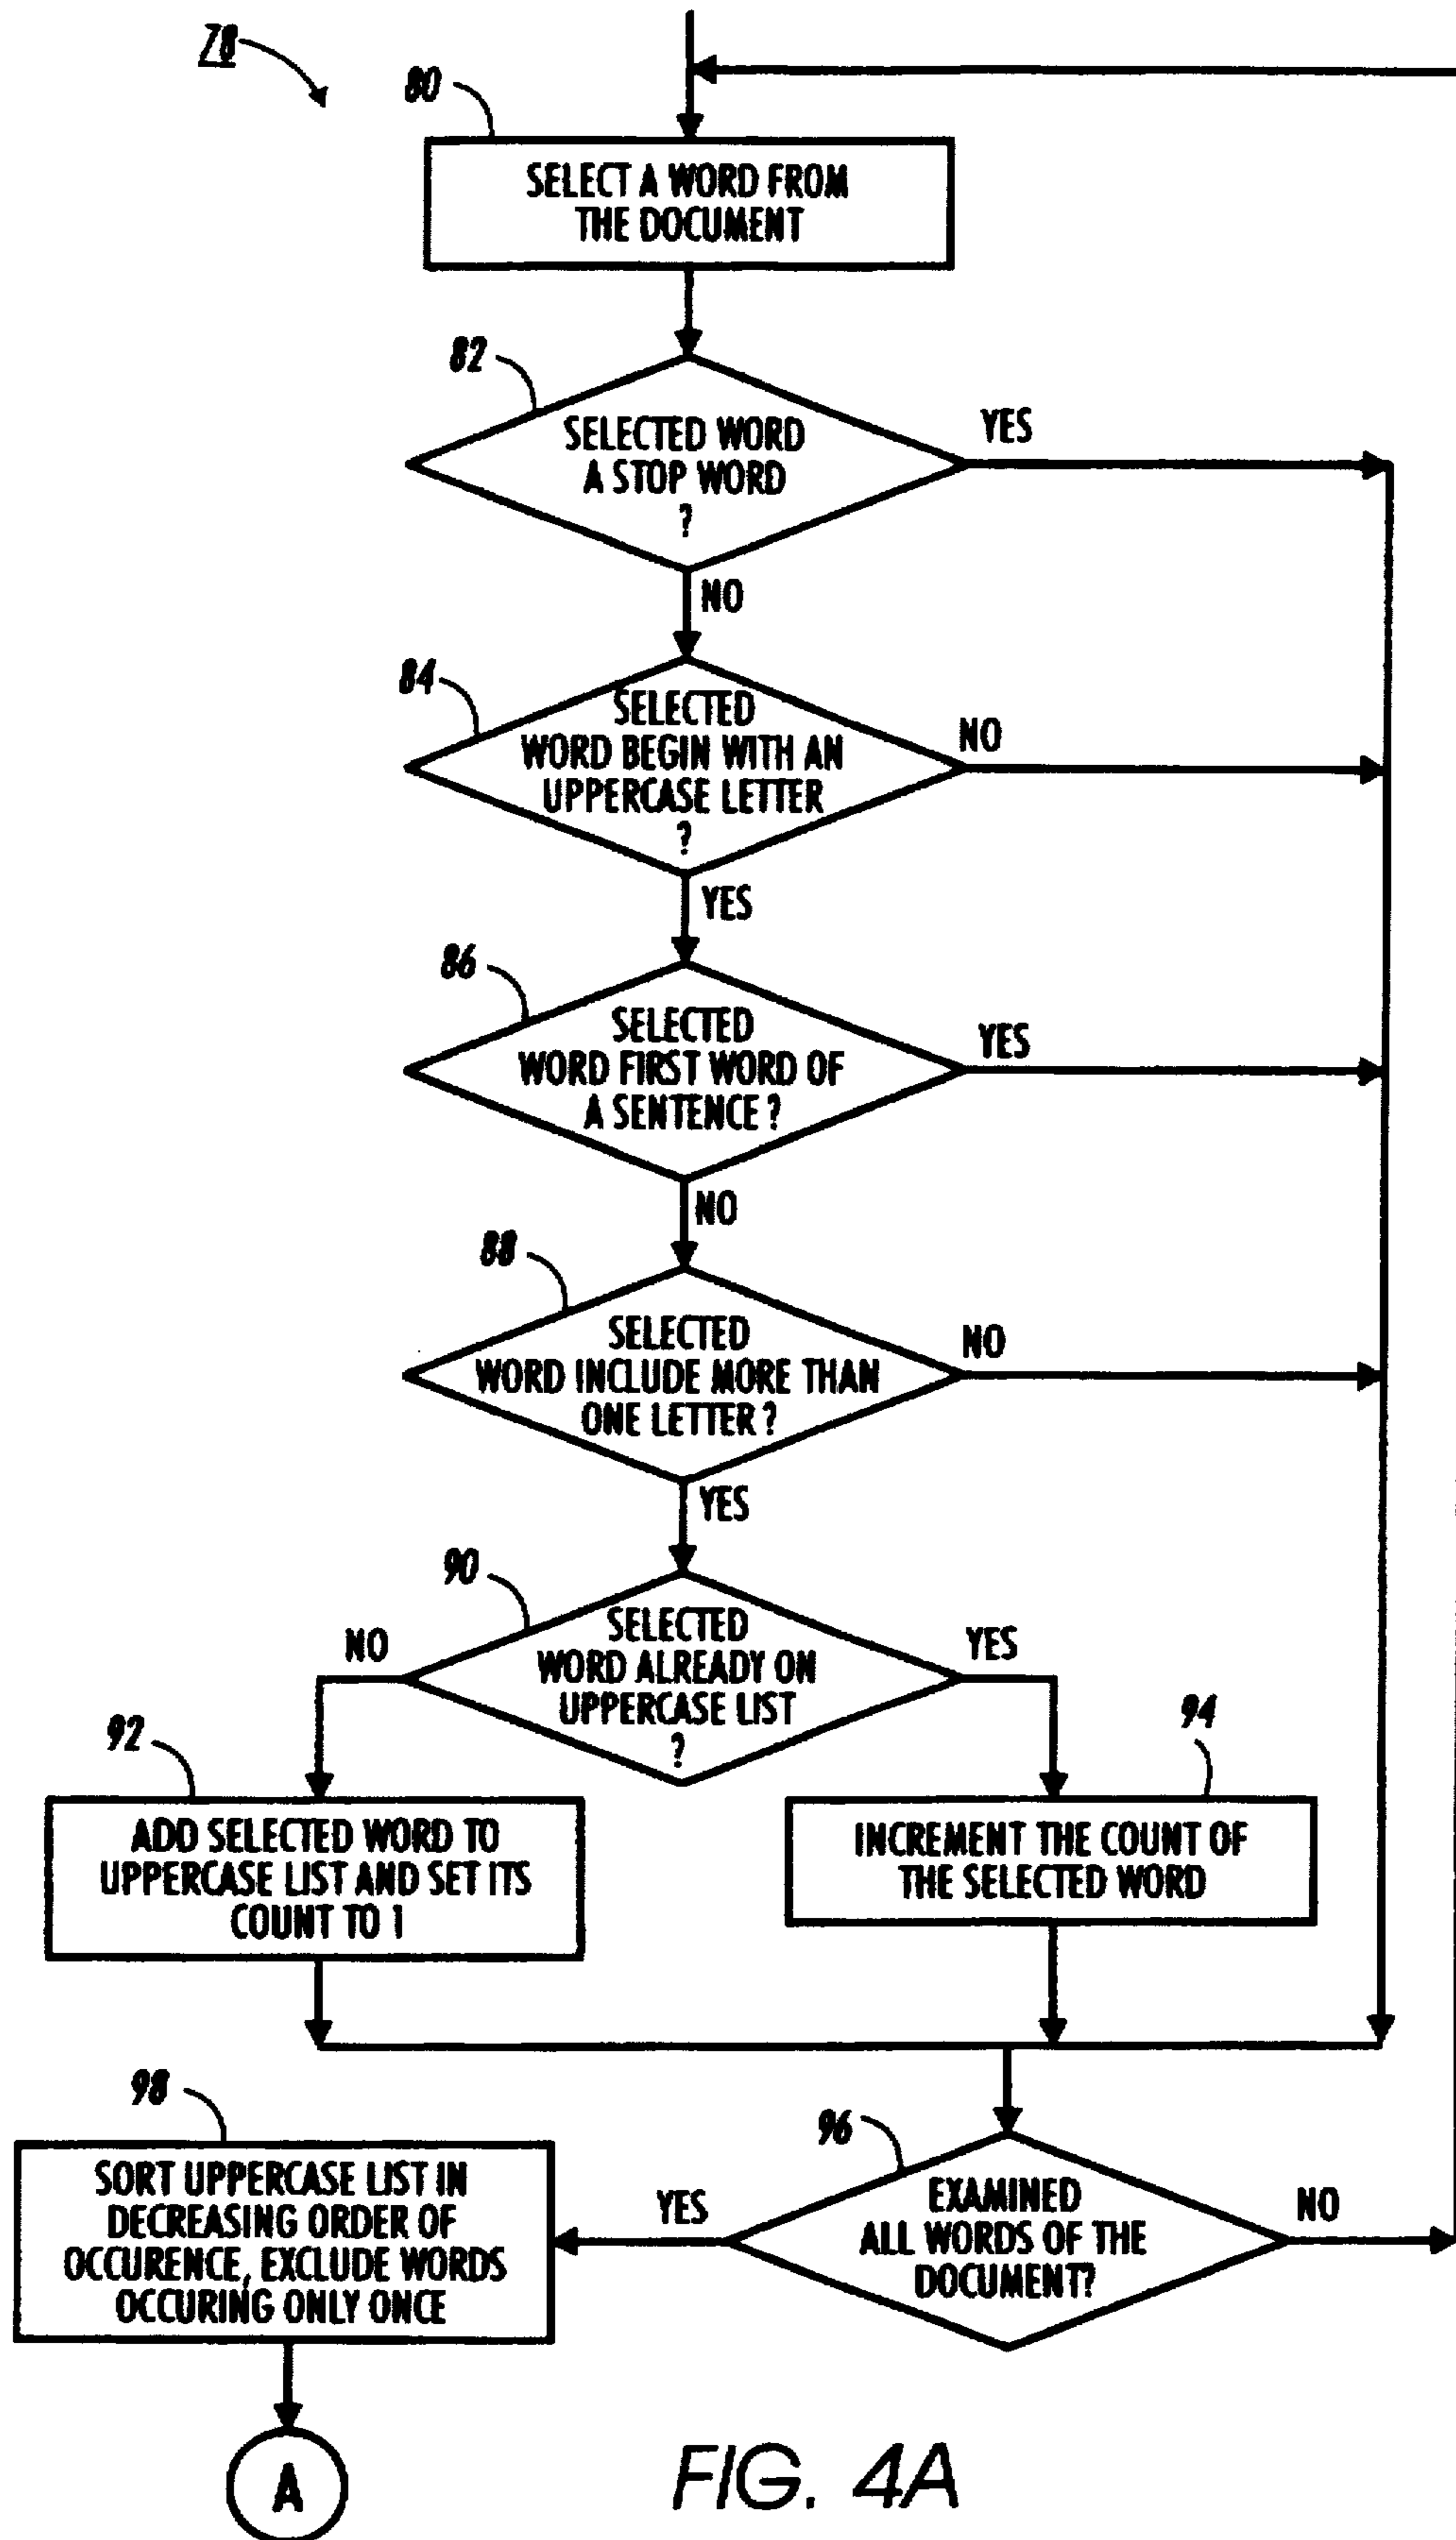 78
80
SELECT A WORD FROM
THE DOCUMENT
82
SELECTED WORD
A STOP WORD
?
YES
NO
84
SELECTED
WORD BEGIN WITH AN
UPPERCASE LETTER
?
NO
YES
86
SELECTED
WORD FIRST WORD OF
A SENTENCE ?
YES
NO
88
SELECTED
WORD INCLUDE MORE THAN
ONE LETTER ?
NO
YES
90
SELECTED
WORD ALREADY ON
UPPERCASE LIST
?
NO
YES
92
ADD SELECTED WORD TO
UPPERCASE LIST AND SET ITS
COUNT TO 1
94
INCREMENT THE COUNT OF
THE SELECTED WORD
96
EXAMINED
ALL WORDS OF THE
DOCUMENT?
YES
NO
98
SORT UPPERCASE LIST IN
DECREASING ORDER OF
OCCURENCE, EXCLUDE WORDS
OCCURING ONLY ONCE
A
FIG. 4A